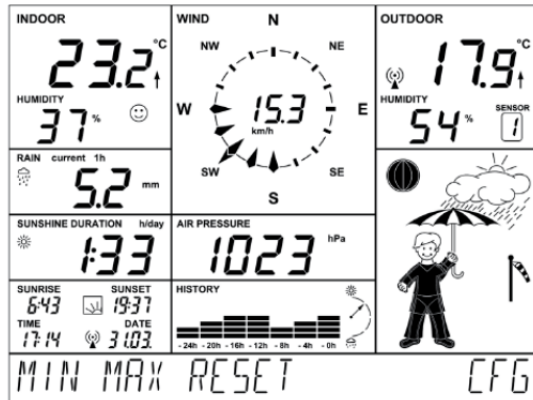 INDOOR
23.2 °C
HUMIDITY
37 %
WIND
N
NW NE
W 15.3 E
km/h
SW SE
S
OUTDOOR
17.9 °C
HUMIDITY
54 %
SENSOR
1
RAIN current 1h
5.2 mm
SUNSHINE DURATION h/day
1:33
AIR PRESSURE
1023 hPa
SUNRISE SUNSET
6:43 19:37
TIME DATE
17:14 31.03.
HISTORY
- 24h - 20h - 16h - 12h - 8h - 4h - 0h
MIN MAX RESET CFG